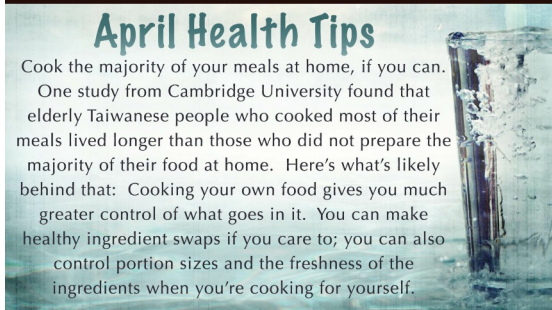 April Health Tips
Cook the majority of your meals at home, if you can.
One study from Cambridge University found that
elderly Taiwanese people who cooked most of their
meals lived longer than those who did not prepare the
majority of their food at home.  Here's what's likely
behind that:  Cooking your own food gives you much
greater control of what goes in it.  You can make
healthy ingredient swaps if you care to; you can also
control portion sizes and the freshness of the
ingredients when you're cooking for yourself.